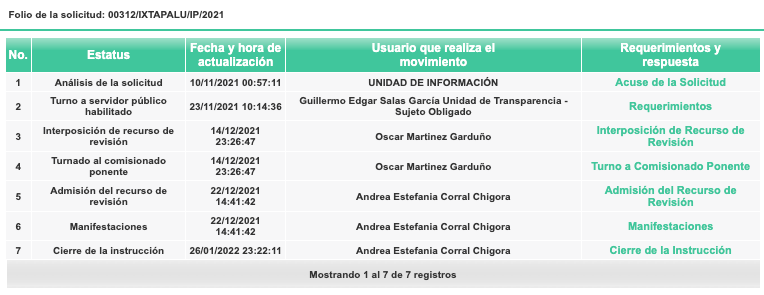 Folio de la solicitud: 00312/IXTAPALU/IP/2021
No. Estatus Fecha y hora de actualización Usuario que realiza el movimiento Requerimientos y respuesta
1 Análisis de la solicitud 10/11/2021 00:57:11 UNIDAD DE INFORMACIÓN Acuse de la Solicitud
2 Turno a servidor público habilitado 23/11/2021 10:14:36 Guillermo Edgar Salas García Unidad de Transparencia - Sujeto Obligado Requerimientos
3 Interposición de recurso de revisión 14/12/2021 23:26:47 Oscar Martinez Garduño Interposición de Recurso de Revisión
4 Turnado al comisionado ponente 14/12/2021 23:26:47 Oscar Martinez Garduño Turno a Comisionado Ponente
5 Admisión del recurso de revisión 22/12/2021 14:41:42 Andrea Estefania Corral Chigora Admisión del Recurso de Revisión
6 Manifestaciones 22/12/2021 14:41:42 Andrea Estefania Corral Chigora Manifestaciones
7 Cierre de la instrucción 26/01/2022 23:22:11 Andrea Estefania Corral Chigora Cierre de la Instrucción
Mostrando 1 al 7 de 7 registros